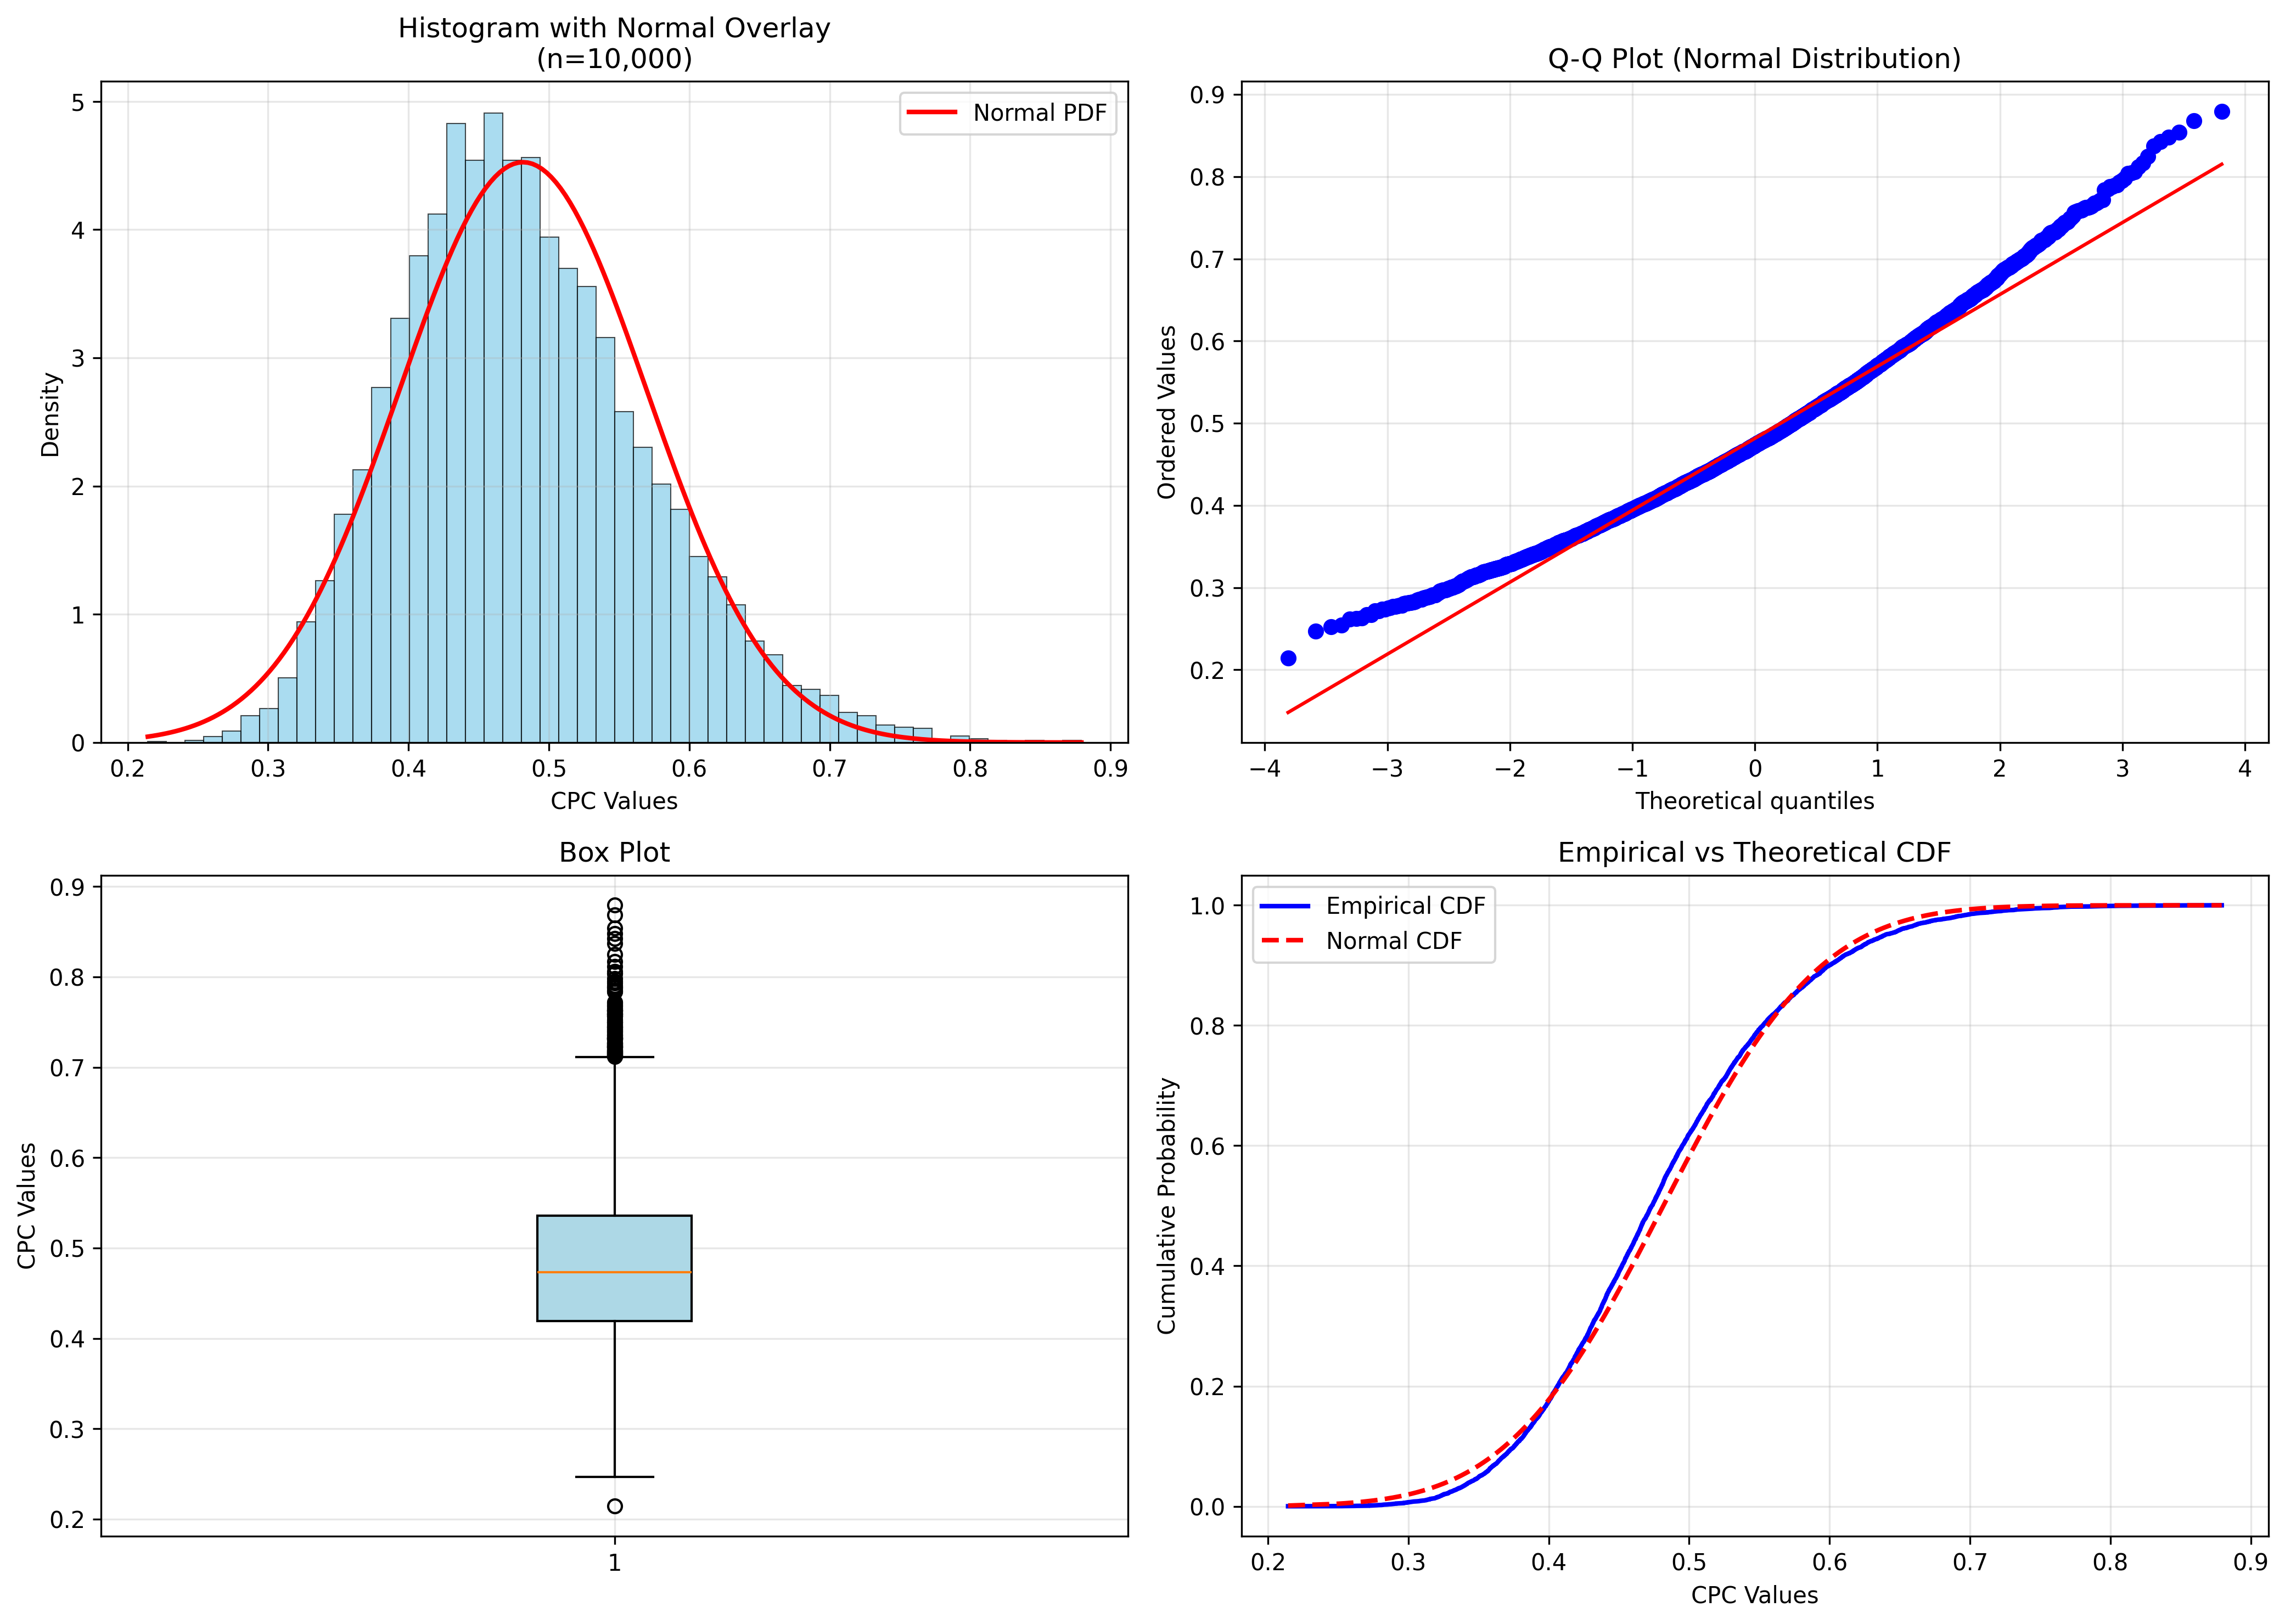 Histogram with Normal Overlay
(n=10,000)
Normal PDF
5
4
3
2
1
0
Density
0.2 0.3 0.4 0.5 0.6 0.7 0.8 0.9
CPC Values
Q-Q Plot (Normal Distribution)
0.9
0.8
0.7
0.6
0.5
0.4
0.3
0.2
Ordered Values
−4 −3 −2 −1 0 1 2 3 4
Theoretical quantiles
Box Plot
0.9
0.8
0.7
0.6
0.5
0.4
0.3
0.2
CPC Values
1
Empirical vs Theoretical CDF
Empirical CDF
Normal CDF
1.0
0.8
0.6
0.4
0.2
0.0
Cumulative Probability
0.2 0.3 0.4 0.5 0.6 0.7 0.8 0.9
CPC Values